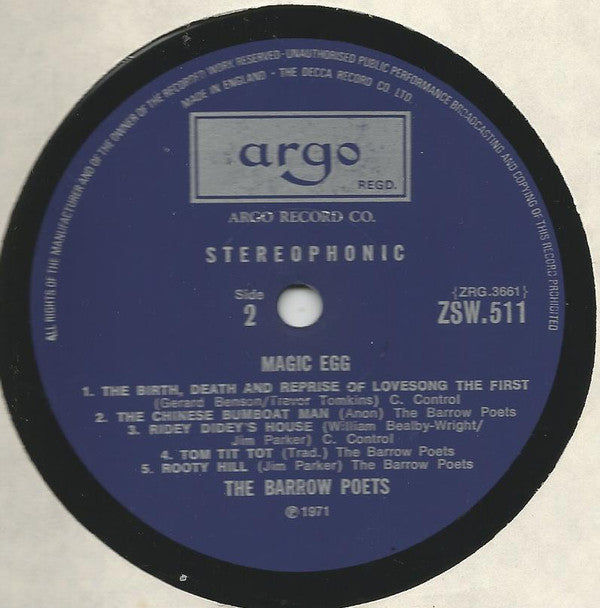 ALL RIGHTS OF THE MANUFACTURER AND OF THE OWNER OF THE RECORDED WORK RESERVED · UNAUTHORISED PUBLIC PERFORMANCE BROADCASTING AND COPYING OF THIS RECORD PROHIBITED
MADE IN ENGLAND · THE DECCA RECORD CO. LTD.
argo
REGD.
ARGO RECORD CO.
STEREOPHONIC
Side
2
{ZRG.3661}
ZSW.511
MAGIC EGG
1. THE BIRTH, DEATH AND REPRISE OF LOVESONG THE FIRST
(Gerard Benson/Trevor Tomkins) C. Control
2. THE CHINESE BUMBOAT MAN (Anon) The Barrow Poets
3. RIDEY DIDEY'S HOUSE (William Bealby-Wright/
Jim Parker) C. Control
4. TOM TIT TOT (Trad.) The Barrow Poets
5. ROOTY HILL (Jim Parker) The Barrow Poets
THE BARROW POETS
℗ 1971